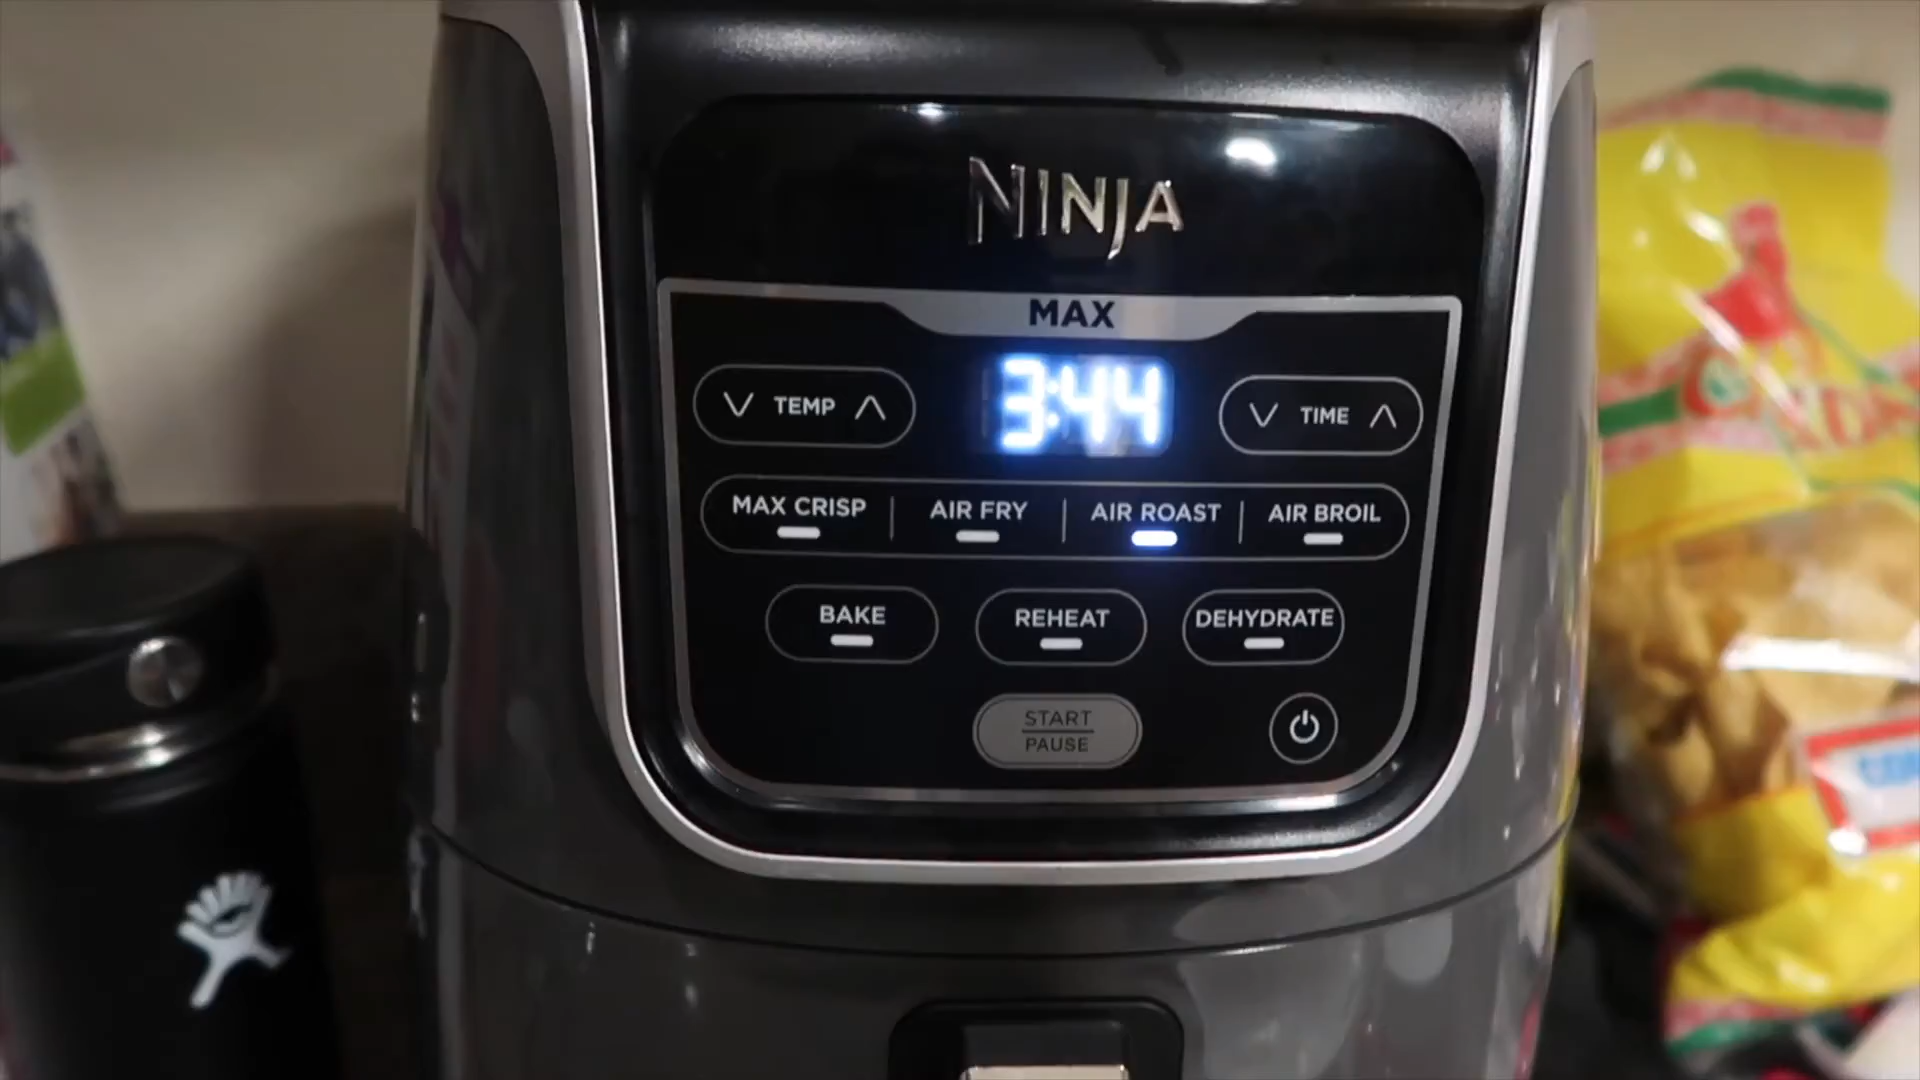 NINJA
MAX
TEMP
3:44
TIME
MAX CRISP
AIR FRY
AIR ROAST
AIR BROIL
BAKE
REHEAT
DEHYDRATE
START
PAUSE